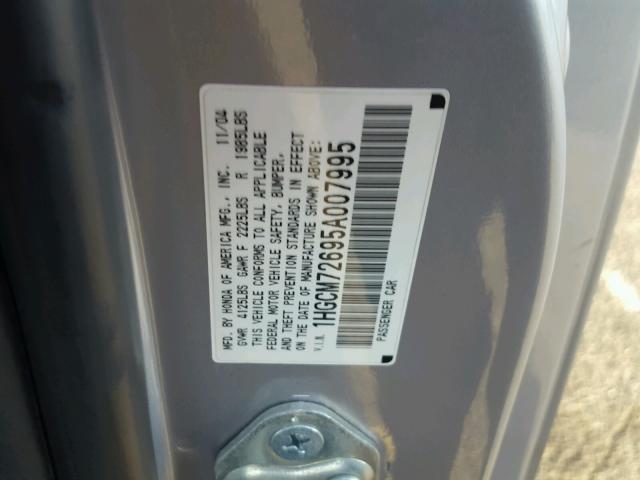 MFD. BY HONDA OF AMERICA MFG., INC. 11/04
GVWR 4125LBS GAWR F 2225LBS R 1985LBS
THIS VEHICLE CONFORMS TO ALL APPLICABLE
FEDERAL MOTOR VEHICLE SAFETY, BUMPER,
AND THEFT PREVENTION STANDARDS IN EFFECT
ON THE DATE OF MANUFACTURE SHOWN ABOVE:
V.I.N. 1HGCM72695A007995
PASSENGER CAR